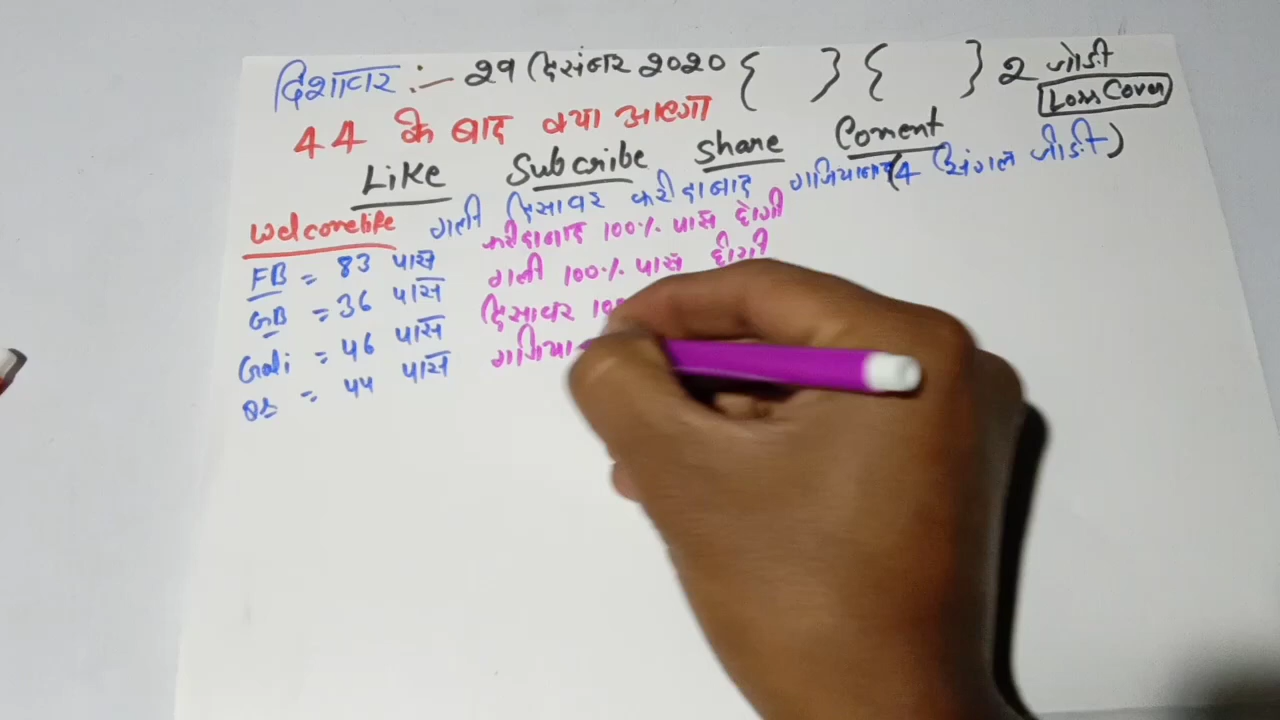 दिशावार :- 29 दिसंबर 2020 { } { } 2 जोडी
Loss Cover
44 के बाद क्या आएगा
Like Subcribe Share Coment
Welcomelife गली दिसावर फरीदाबाद गाजियाबाद (4 सिंगल जोडी)
FB = 83 पास फरीदाबाद 100% पास होगी
GB = 36 पास गली 100% पास होगी
Gali = 46 पास दिसावर
DS = 44 पास गाजिया